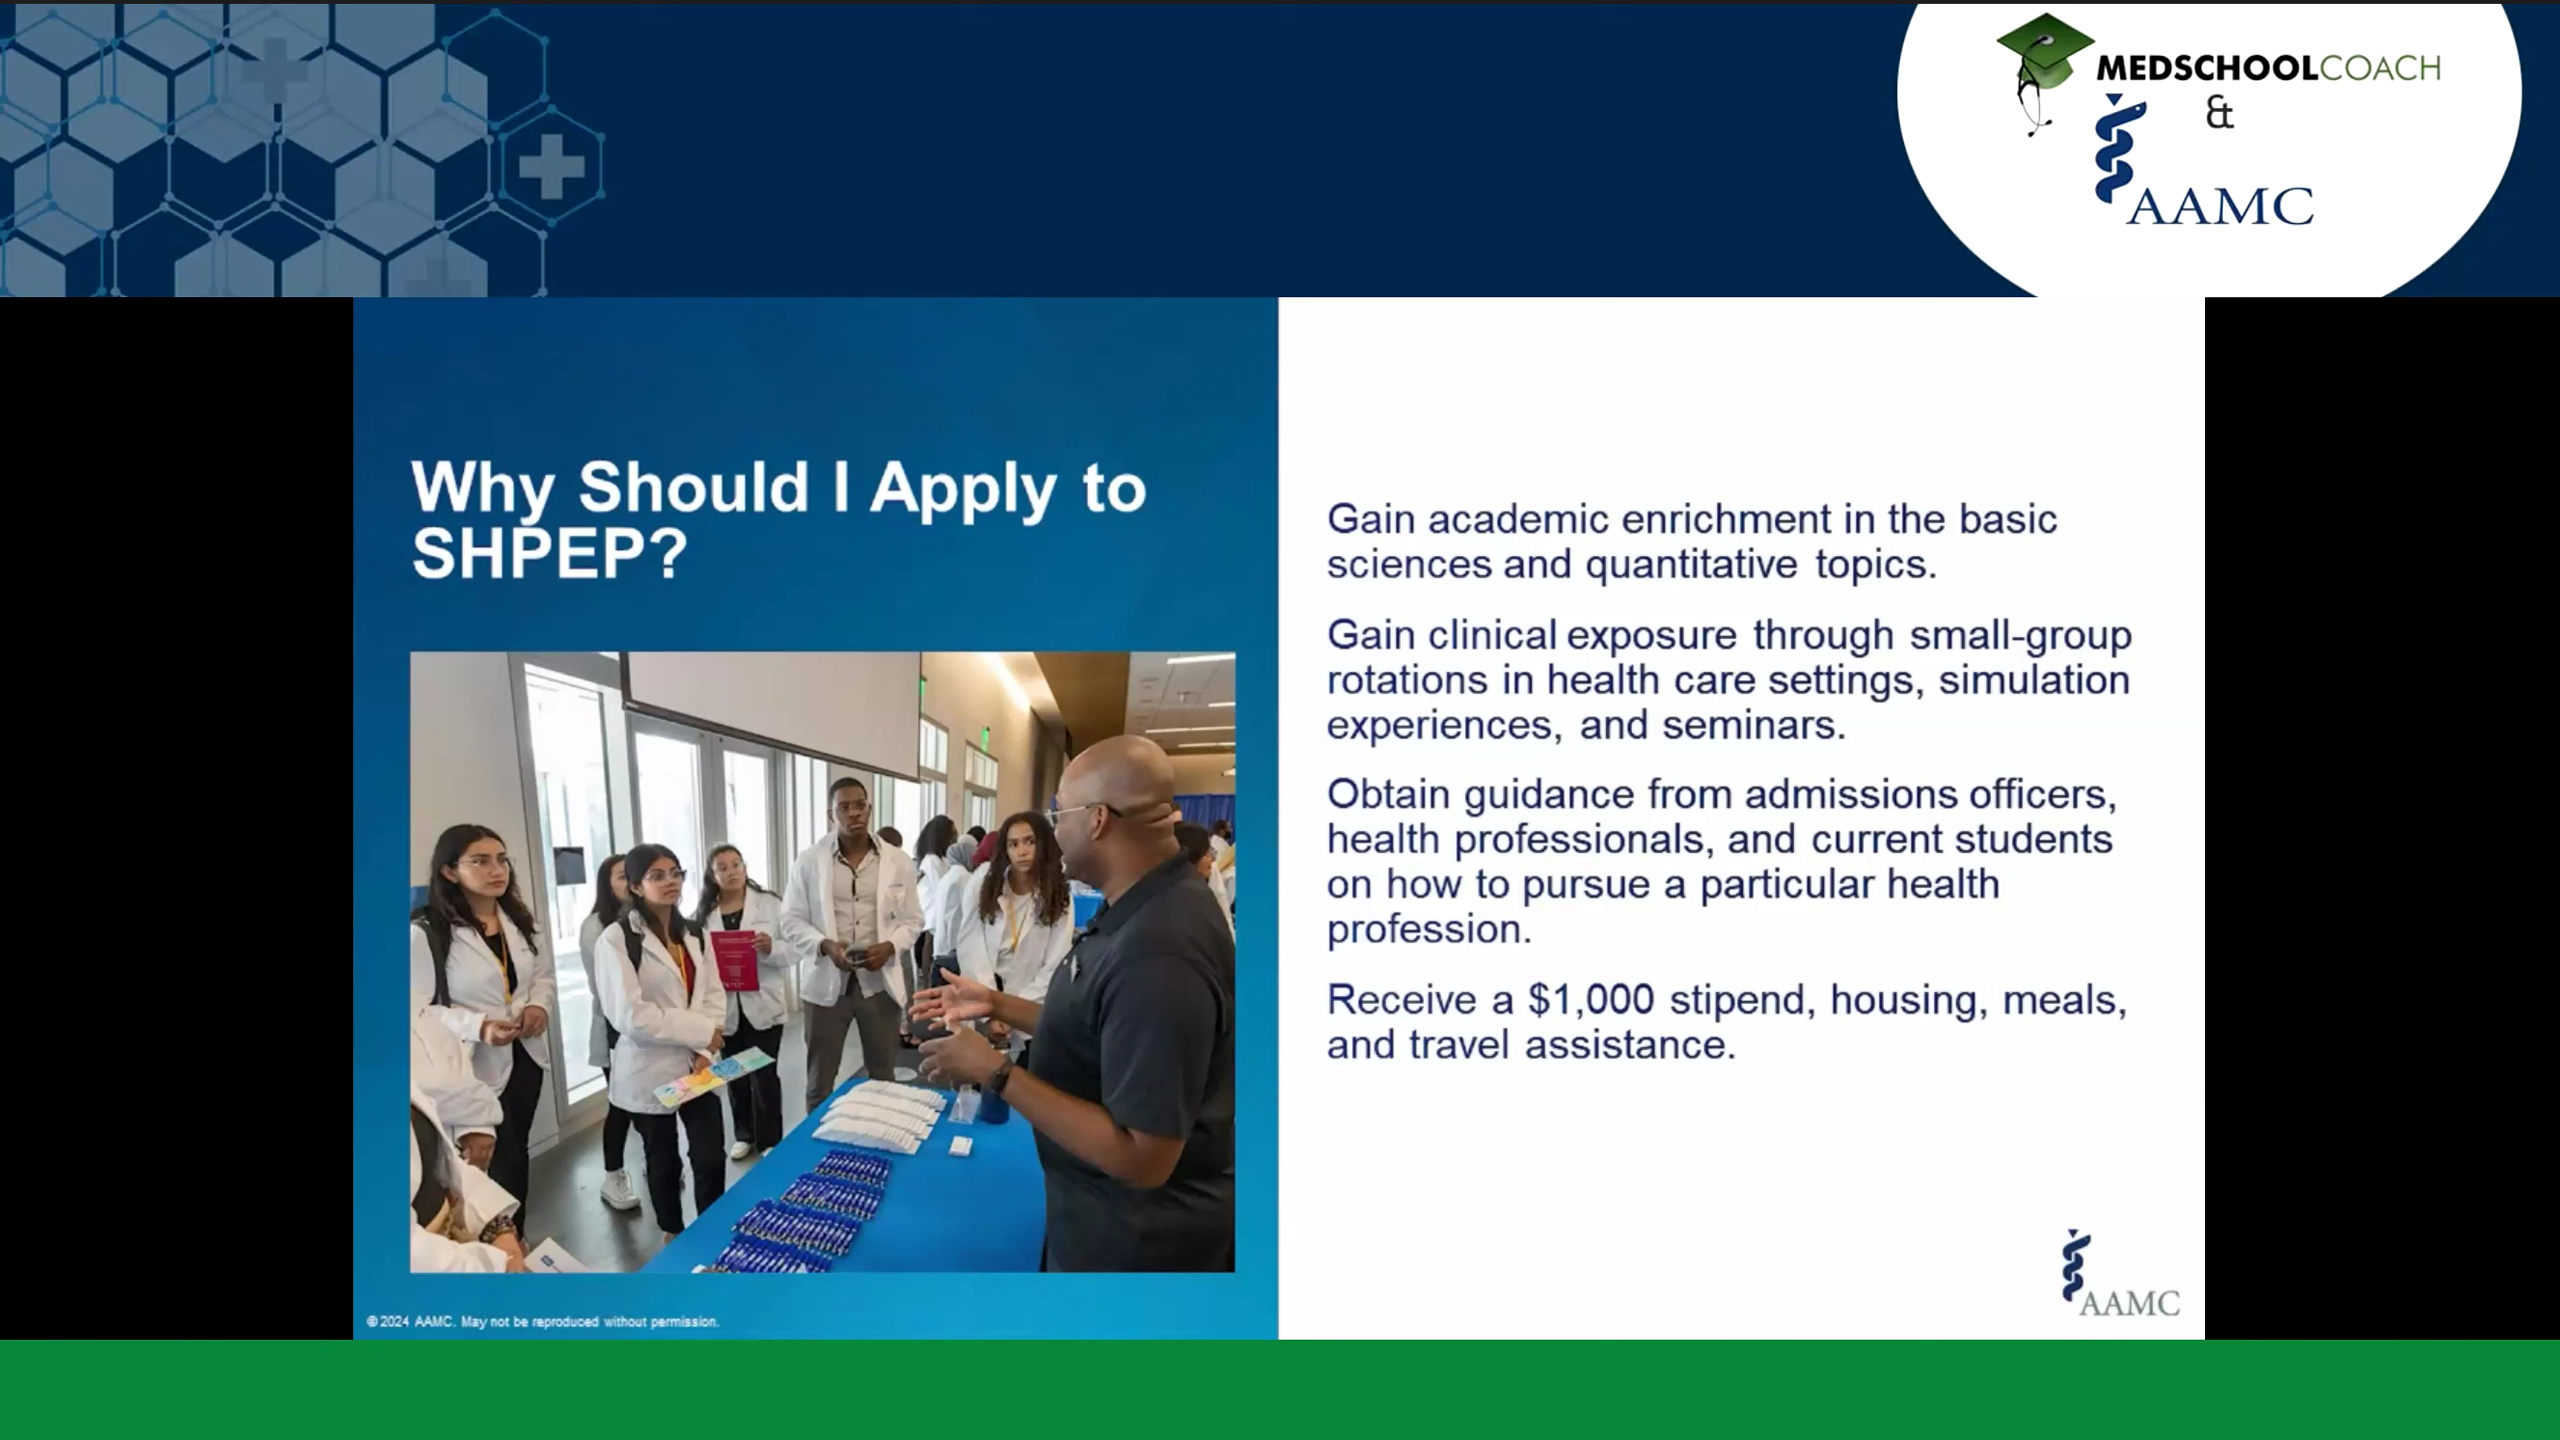 MEDSCHOOLCOACH
&
AAMC
Why Should I Apply to
SHPEP?
Gain academic enrichment in the basic
sciences and quantitative topics.
Gain clinical exposure through small-group
rotations in health care settings, simulation
experiences, and seminars.
Obtain guidance from admissions officers,
health professionals, and current students
on how to pursue a particular health
profession.
Receive a $1,000 stipend, housing, meals,
and travel assistance.
© 2024 AAMC. May not be reproduced without permission.
AAMC